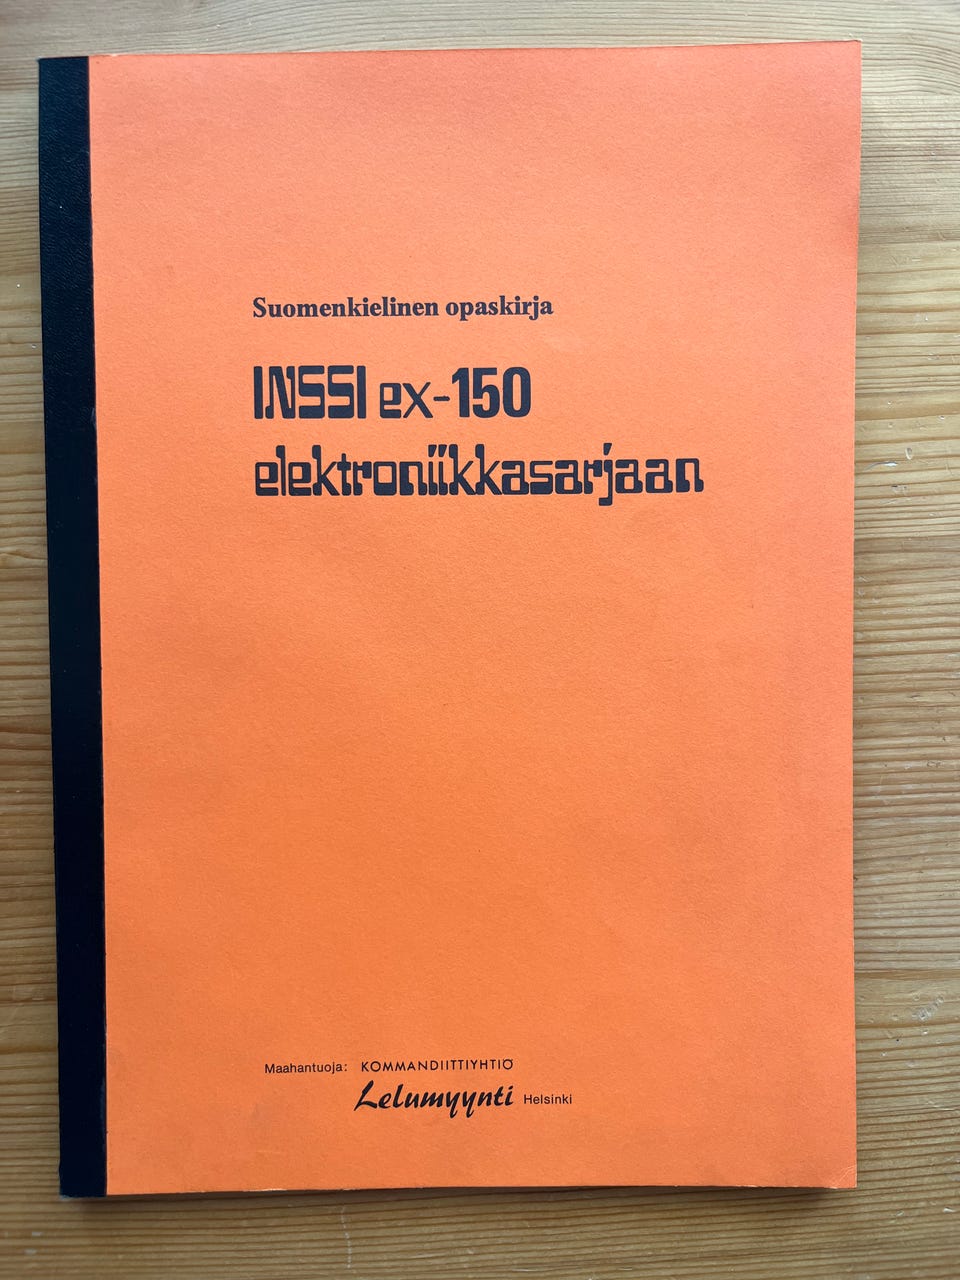 Suomenkielinen opaskirja
INSSI ex-150
elektroniikkasarjaan
Maahantuoja: KOMMANDIITTIYHTIÖ
Lelumyynti Helsinki